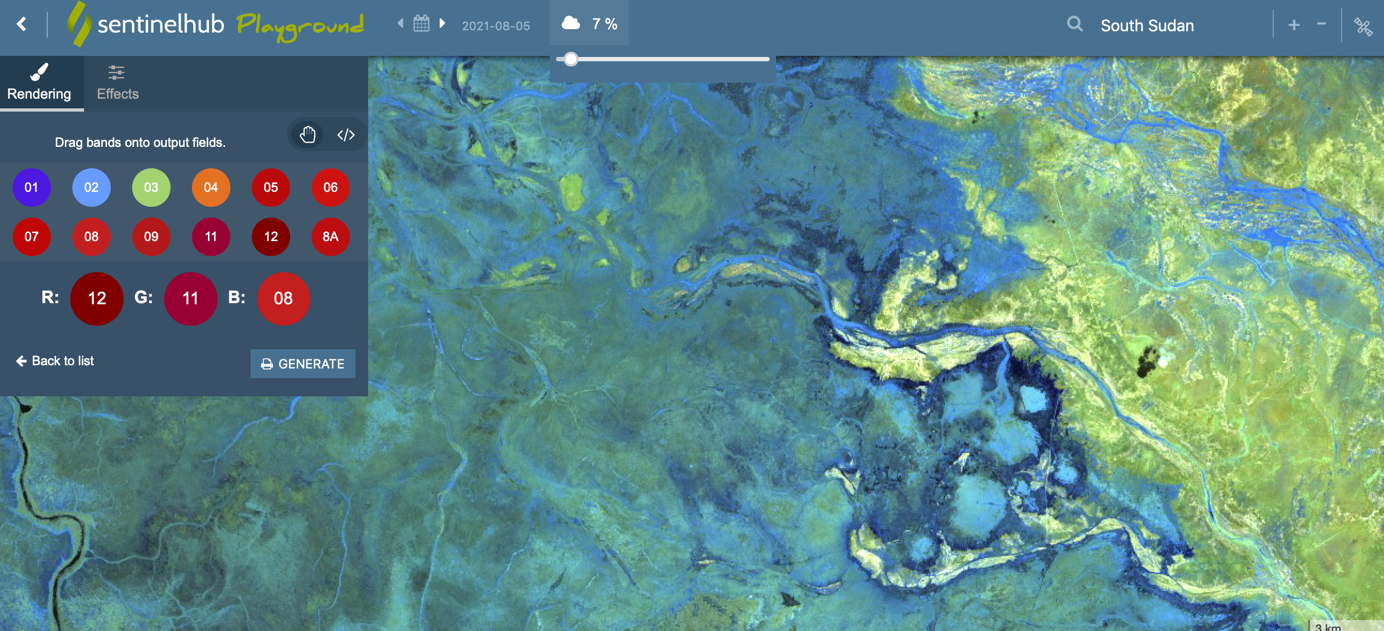 sentinelhub Playground
2021-08-05
7 %
South Sudan
Rendering
Effects
Drag bands onto output fields.
</>
01 02 03 04 05 06
07 08 09 11 12 8A
R: 12 G: 11 B: 08
Back to list
GENERATE
3 km